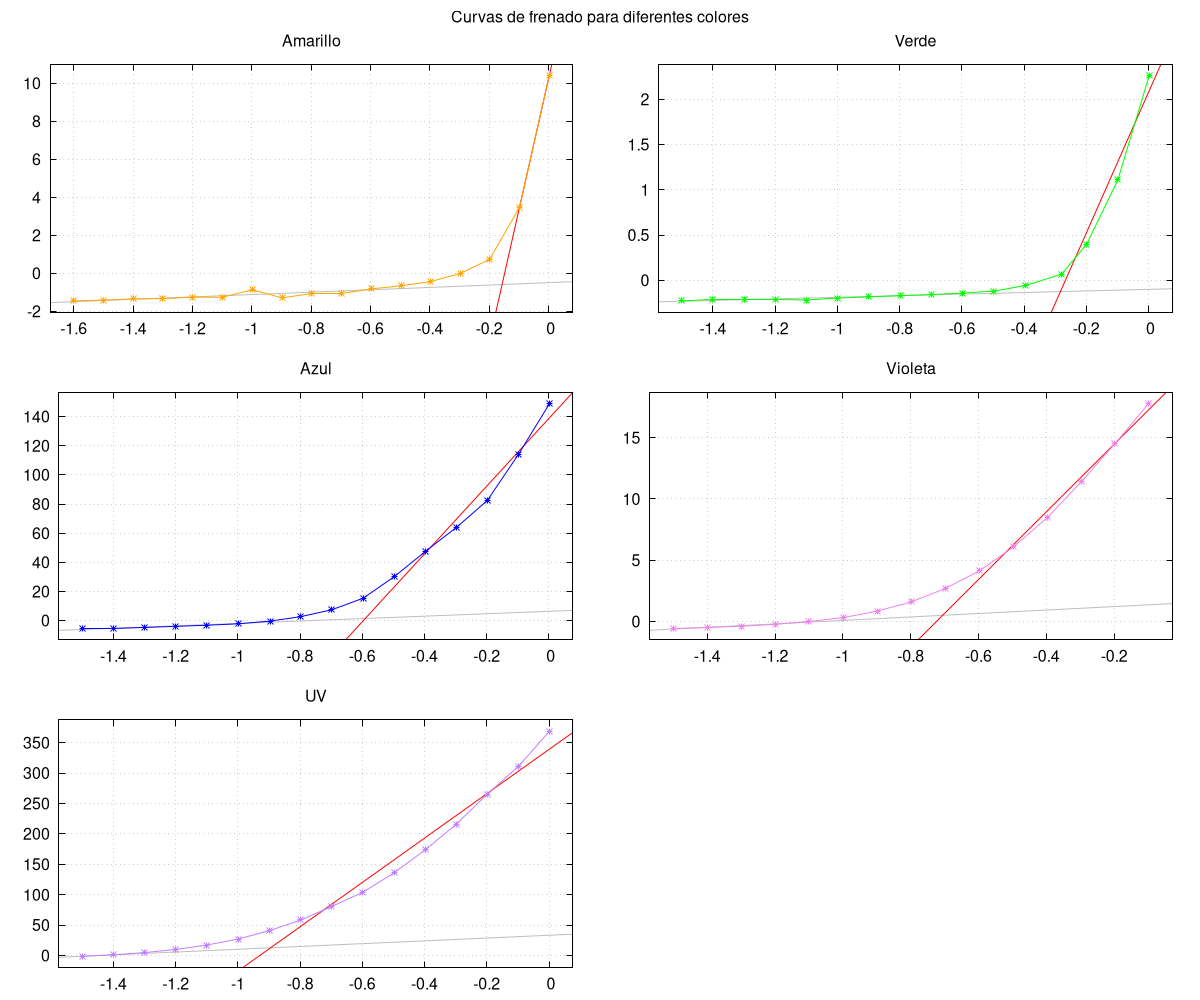 Curvas de frenado para diferentes colores
Amarillo
10
8
6
4
2
0
-2
-1.6 -1.4 -1.2 -1 -0.8 -0.6 -0.4 -0.2 0
Verde
2
1.5
1
0.5
0
-1.4 -1.2 -1 -0.8 -0.6 -0.4 -0.2 0
Azul
140
120
100
80
60
40
20
0
-1.4 -1.2 -1 -0.8 -0.6 -0.4 -0.2 0
Violeta
15
10
5
0
-1.4 -1.2 -1 -0.8 -0.6 -0.4 -0.2
UV
350
300
250
200
150
100
50
0
-1.4 -1.2 -1 -0.8 -0.6 -0.4 -0.2 0